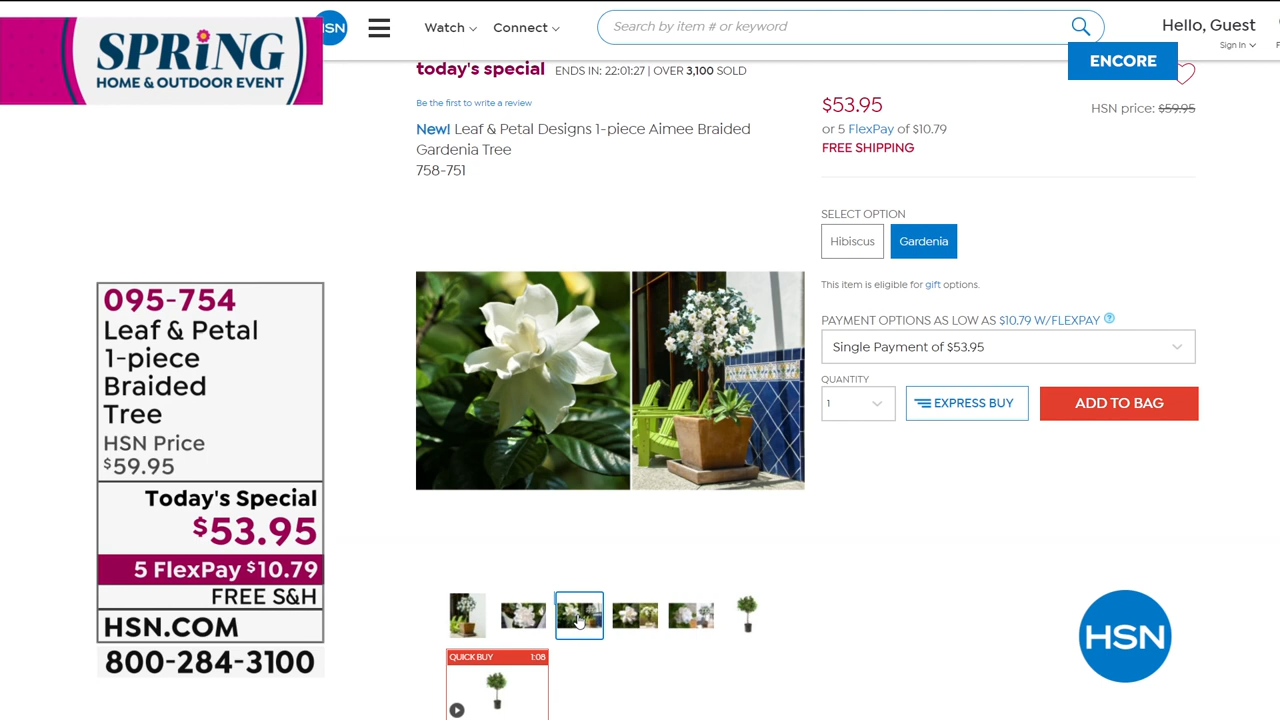 SPRiNG
HOME & OUTDOOR EVENT
HSN
Watch
Connect
Search by item # or keyword
Hello, Guest
Sign In
ENCORE
today's special ENDS IN: 22:01:27 | OVER 3,100 SOLD
Be the first to write a review
New! Leaf & Petal Designs 1-piece Aimee Braided
Gardenia Tree
758-751
$53.95
HSN price: $59.95
or 5 FlexPay of $10.79
FREE SHIPPING
SELECT OPTION
Hibiscus
Gardenia
This item is eligible for gift options.
PAYMENT OPTIONS AS LOW AS $10.79 W/FLEXPAY ?
Single Payment of $53.95
QUANTITY
1
EXPRESS BUY
ADD TO BAG
095-754
Leaf & Petal
1-piece
Braided
Tree
HSN Price
$59.95
Today's Special
$53.95
5 FlexPay $10.79
FREE S&H
HSN.COM
800-284-3100
QUICK BUY 1:08
HSN